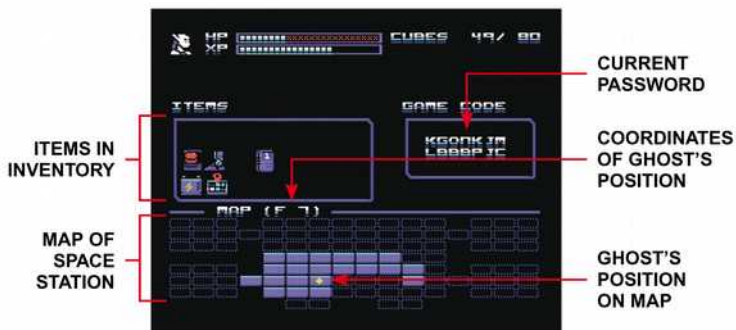 HP CUBES 49/ 80
XP
CURRENT
PASSWORD
ITEMS GAME CODE
ITEMS IN
INVENTORY
KGONKJM
LBBBPJC
1
COORDINATES
OF GHOST'S
POSITION
MAP (F 7)
MAP OF
SPACE
STATION
GHOST'S
POSITION
ON MAP